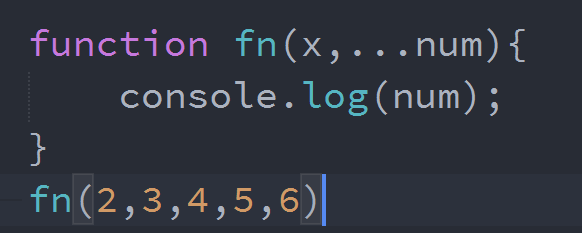 function fn(x,...num){
    console.log(num);
}
fn(2,3,4,5,6)